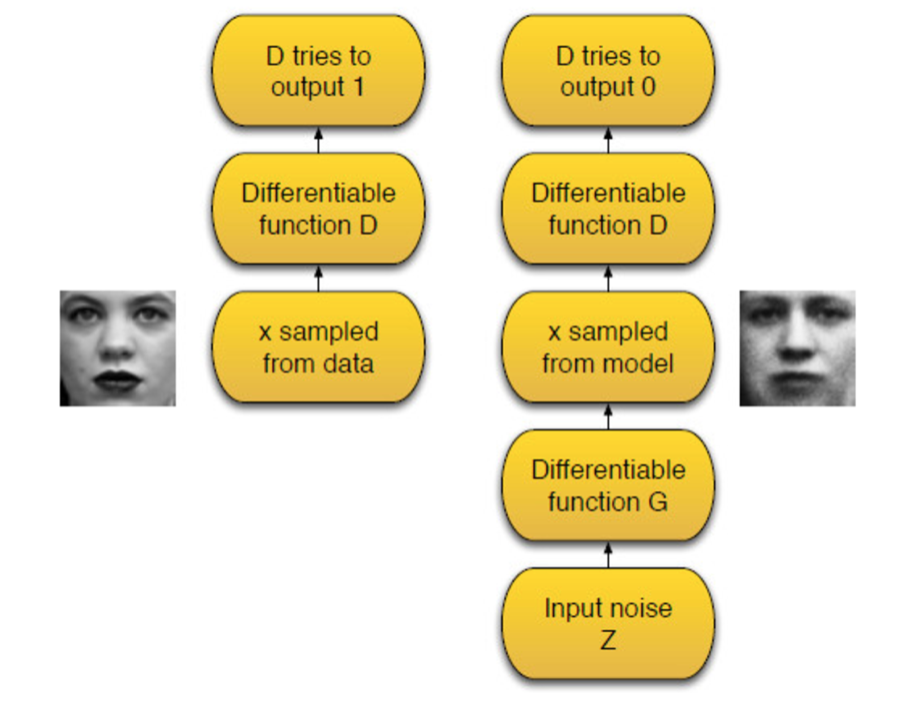 D tries to
output 1
Differentiable
function D
x sampled
from data
D tries to
output 0
Differentiable
function D
x sampled
from model
Differentiable
function G
Input noise
Z